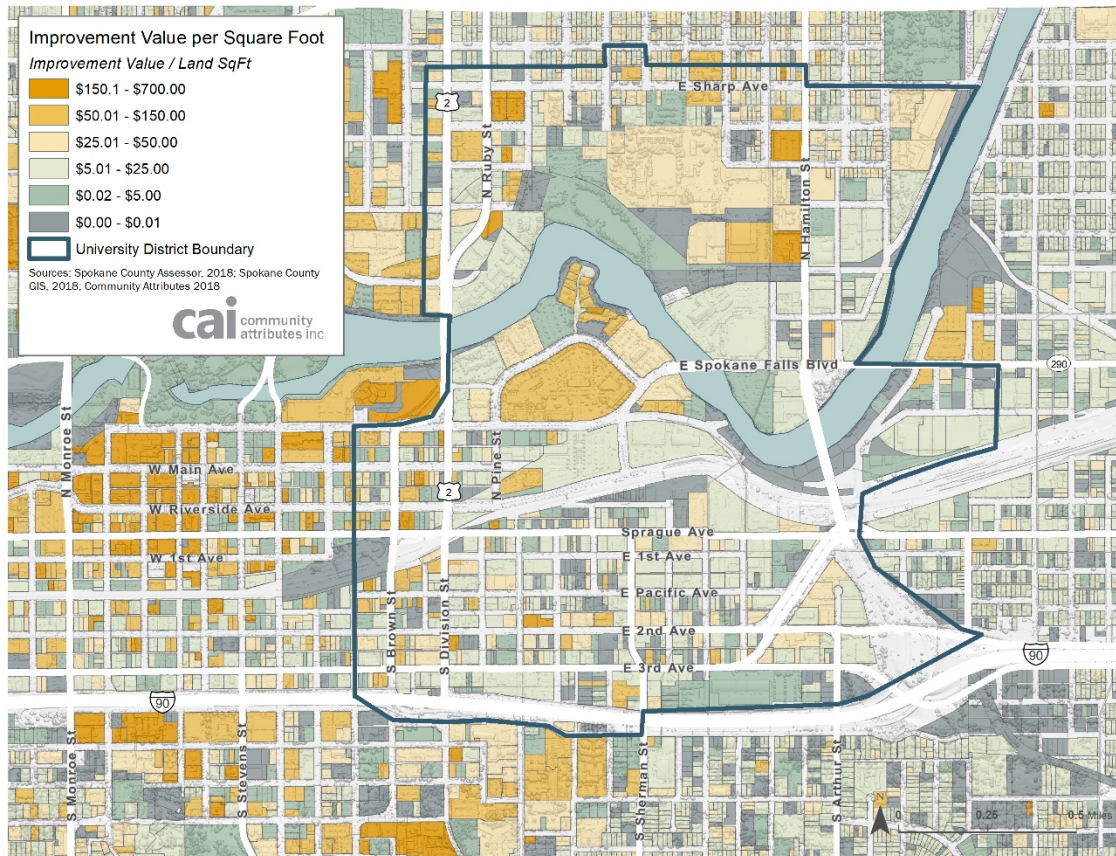 Improvement Value per Square Foot
Improvement Value / Land SqFt
$150.1 - $700.00
$50.01 - $150.00
$25.01 - $50.00
$5.01 - $25.00
$0.02 - $5.00
$0.00 - $0.01
University District Boundary
Sources: Spokane County Assessor, 2018; Spokane County
GIS, 2018; Community Attributes 2018
cai community
attributes inc
E Sharp Ave
2
N Ruby St
N Hamilton St
E Spokane Falls Blvd
290
N Monroe St
W Main Ave
N Pine St
2
W Riverside Ave
Sprague Ave
W 1st Ave
E 1st Ave
E Pacific Ave
S Brown St
S Division St
E 2nd Ave
E 3rd Ave
90
90
S Monroe St
S Stevens St
S Sherman St
S Arthur St
N
0 0.25 0.5 Miles